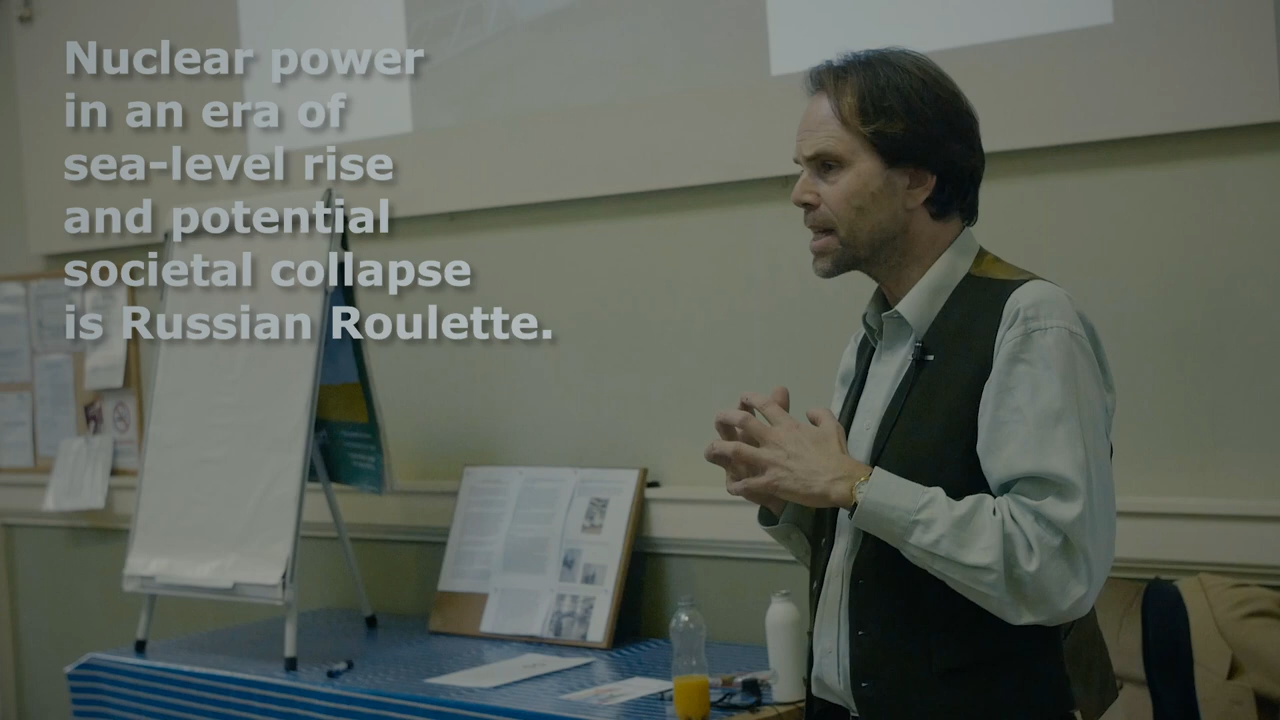 Nuclear power
in an era of
sea-level rise
and potential
societal collapse
is Russian Roulette.